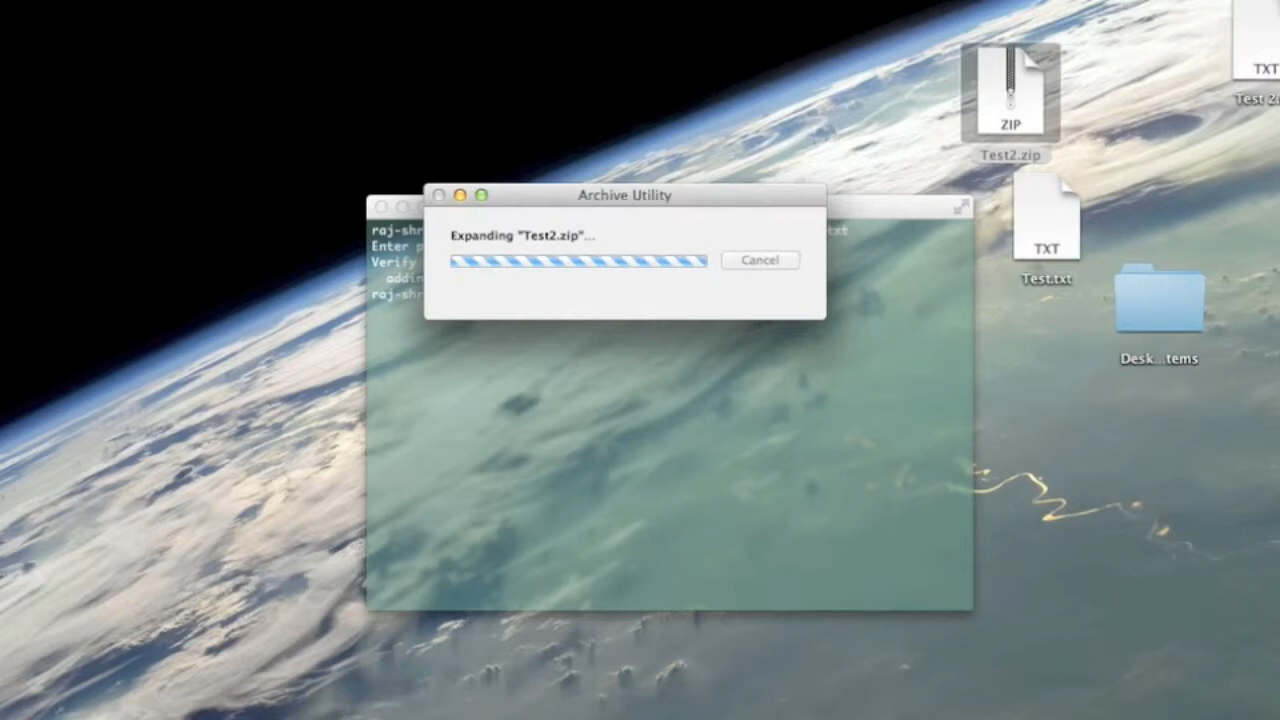 TXT
Test 2
ZIP
Test2.zip
Archive Utility
raj-shr
txt
Expanding "Test2.zip"...
Enter p
Cancel
Verify
TXT
addin
Test.txt
raj-shr
Desk...tems